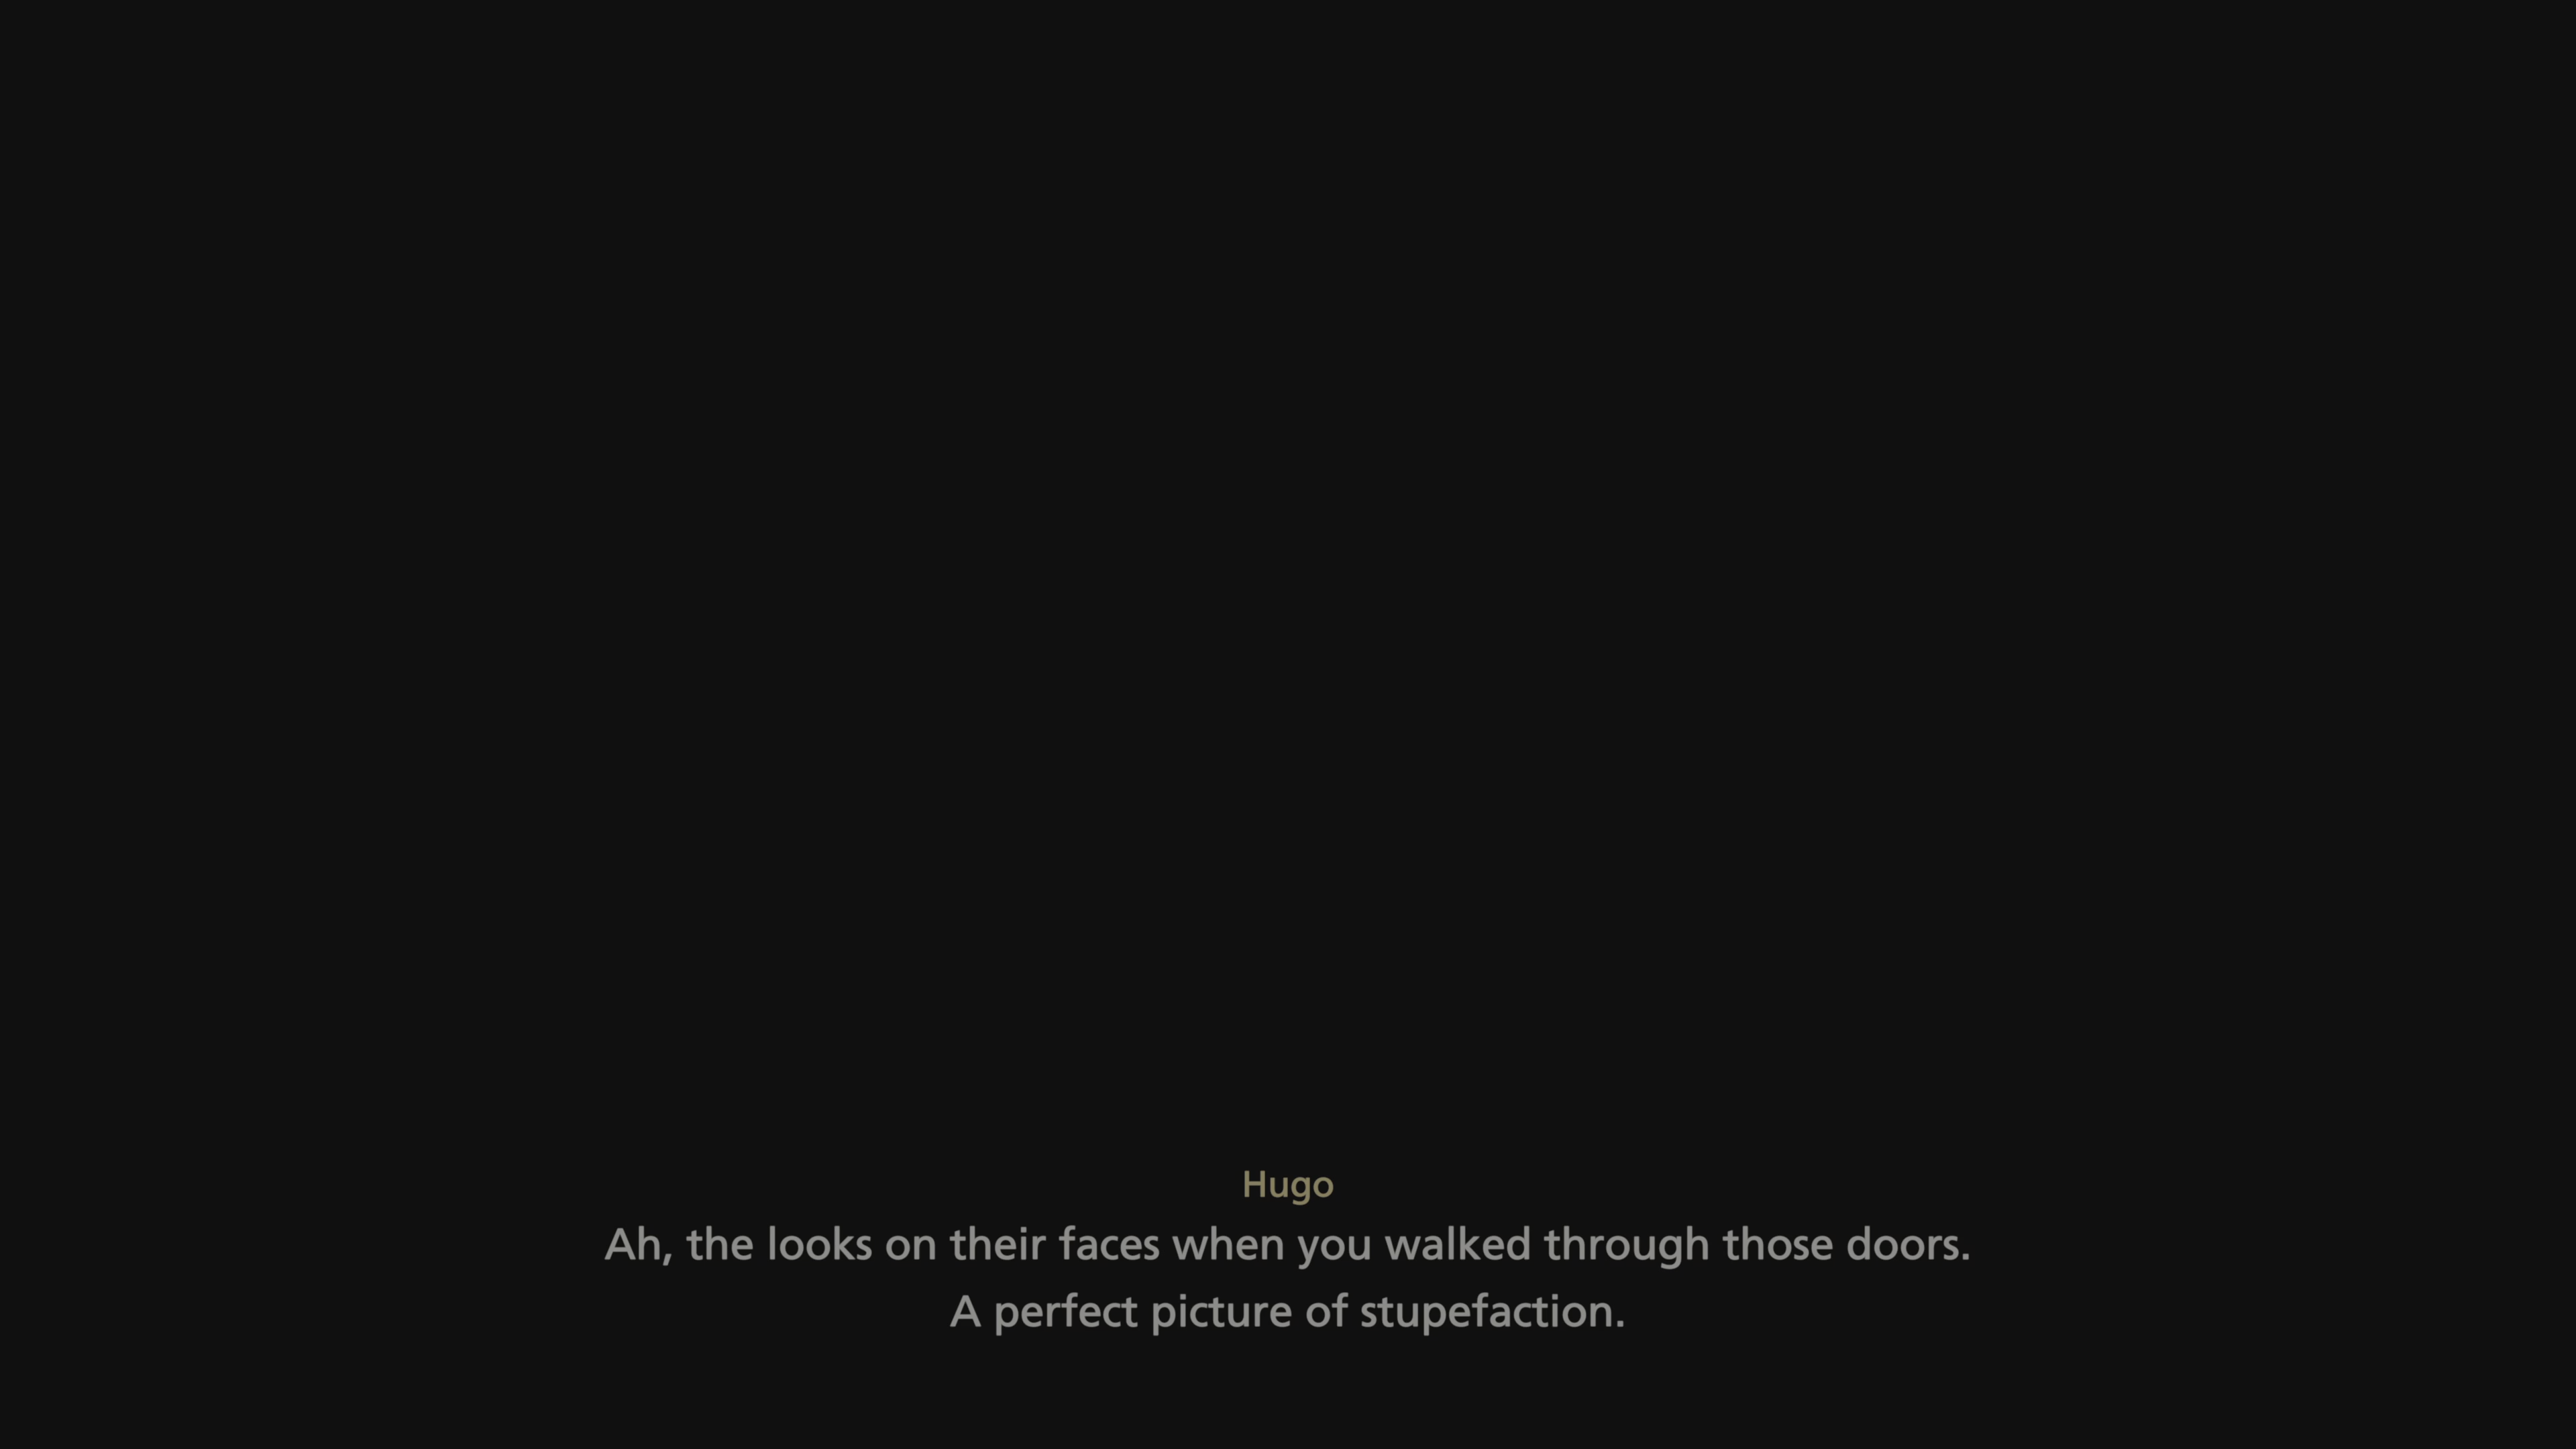 Hugo
Ah, the looks on their faces when you walked through those doors.
A perfect picture of stupefaction.